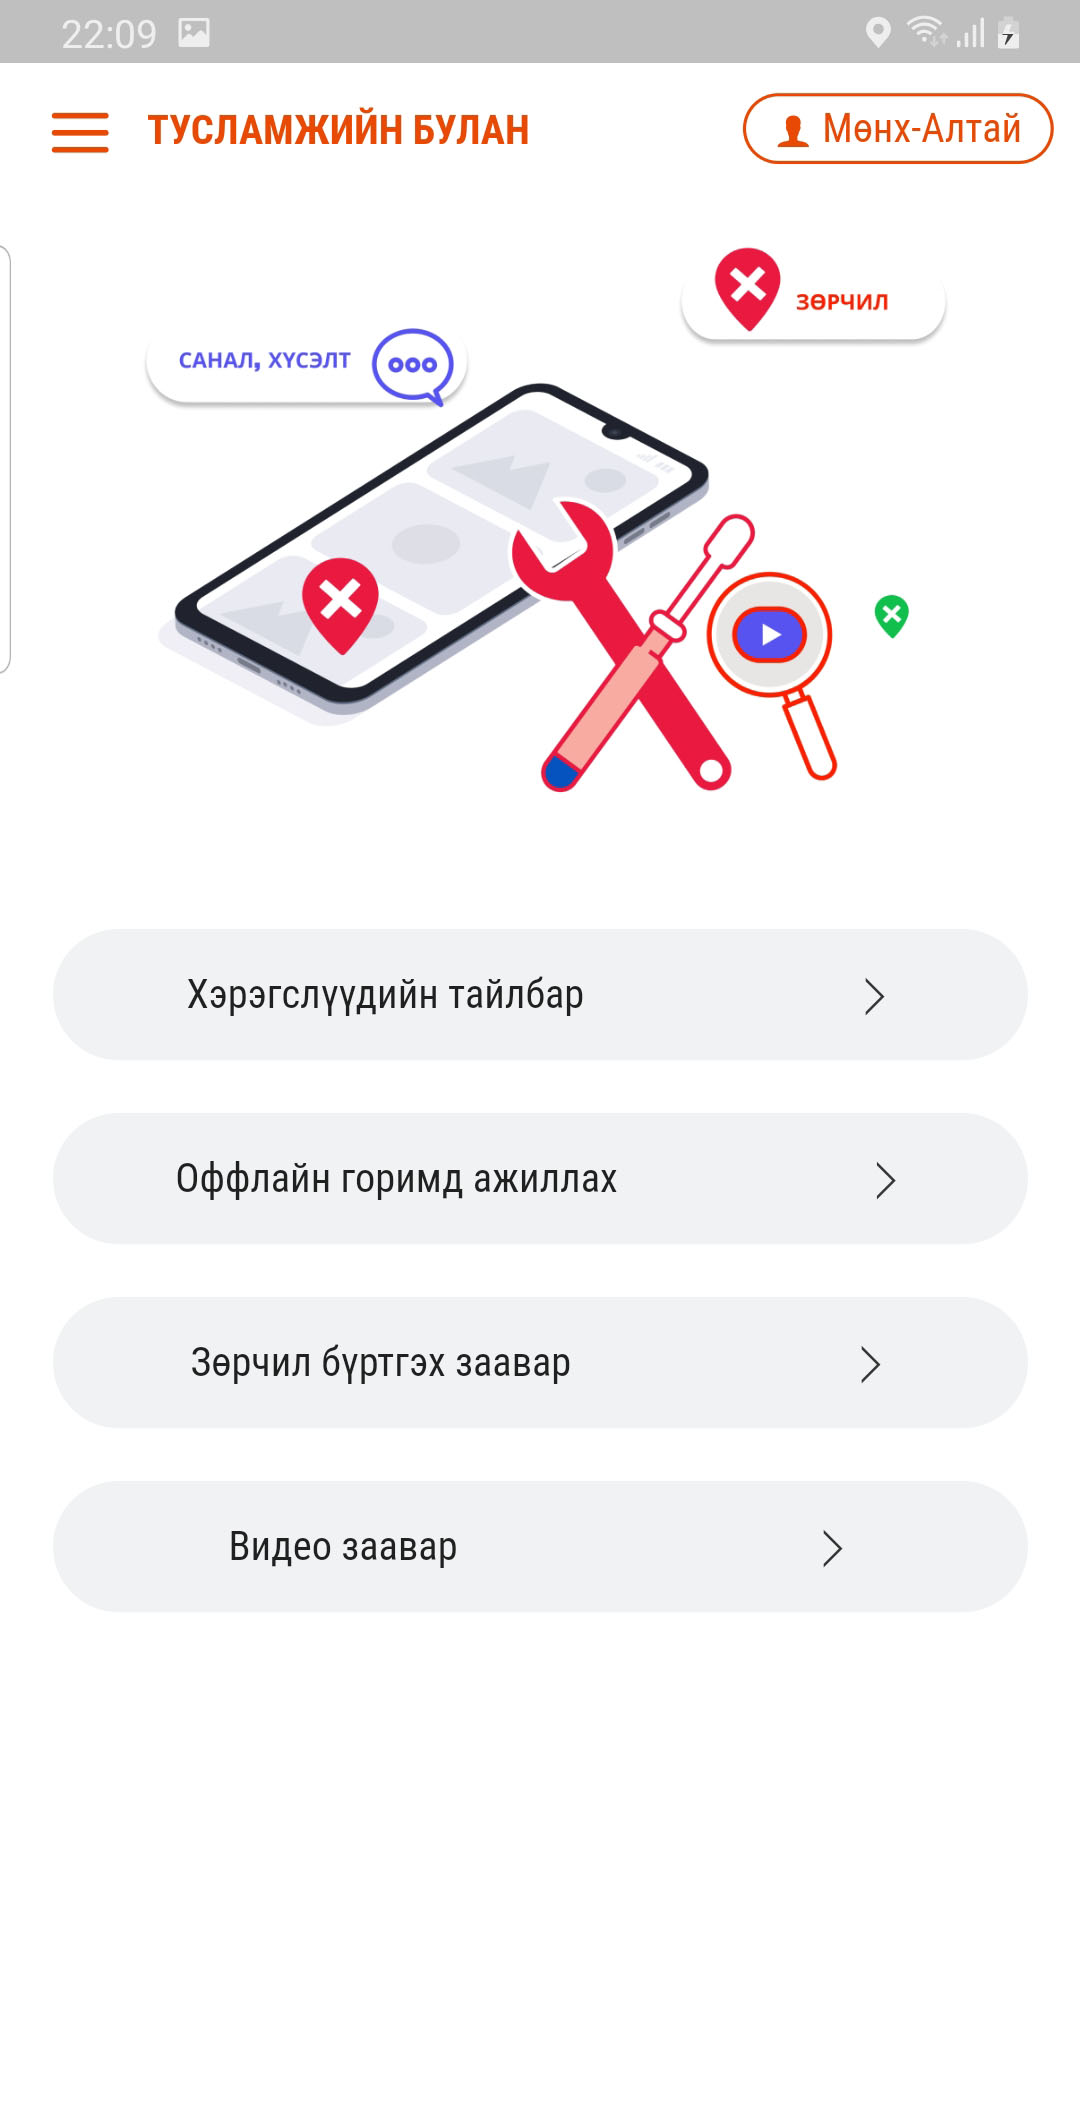 22:09
ТУСЛАМЖИЙН БУЛАН
Мөнх-Алтай
ЗӨРЧИЛ
САНАЛ, ХҮСЭЛТ
Хэрэгслүүдийн тайлбар
Оффлайн горимд ажиллах
Зөрчил бүртгэх заавар
Видео заавар